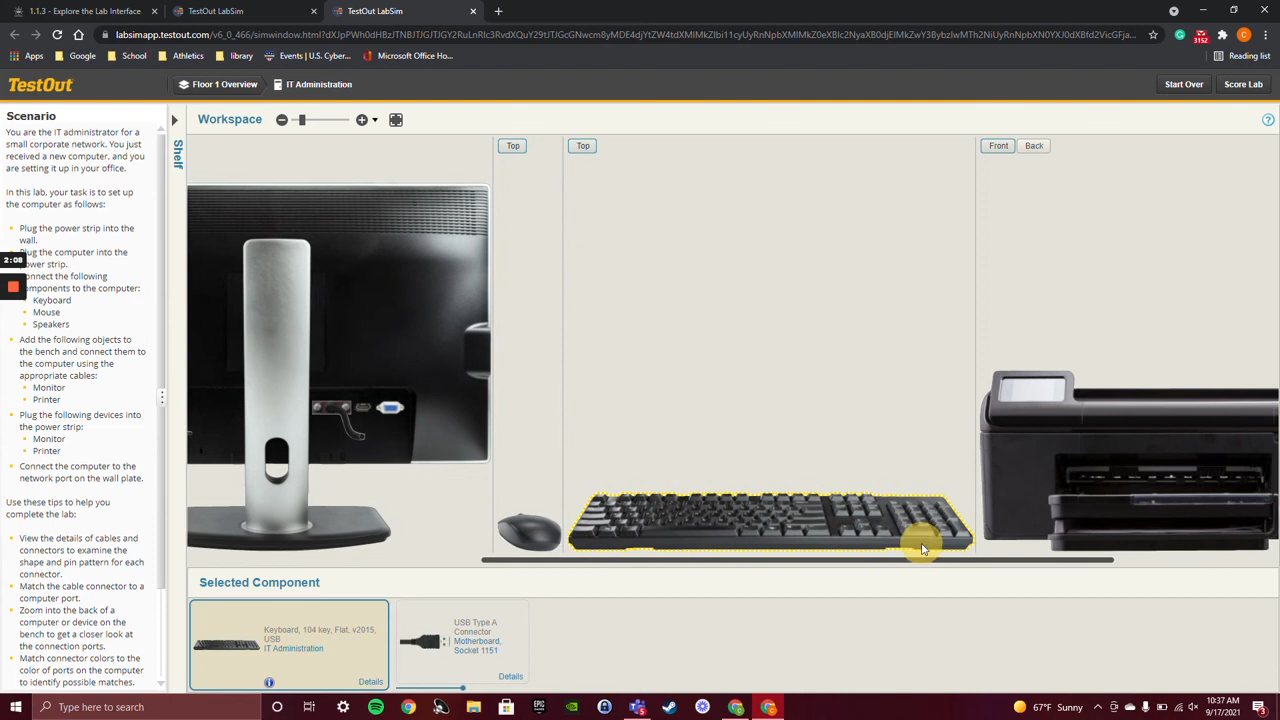 1.1.3 - Explore the Lab Interface
TestOut LabSim
TestOut LabSim
labsimapp.testout.com
3152
C
Apps
Google
School
Athletics
library
Events | U.S. Cyber...
Microsoft Office Ho...
Reading list
TestOut
Floor 1 Overview
IT Administration
Start Over
Score Lab
Scenario
You are the IT administrator for a
small corporate network. You just
received a new computer, and you
are setting it up in your office.
In this lab, your task is to set up
the computer as follows:
Plug the power strip into the
wall.
Plug the computer into the
power strip.
Connect the following
components to the computer:
Keyboard
Mouse
Speakers
Add the following objects to
the bench and connect them to
the computer using the
appropriate cables:
Monitor
Printer
Plug the following devices into
the power strip:
Monitor
Printer
Connect the computer to the
network port on the wall plate.
Use these tips to help you
complete the lab:
View the details of cables and
connectors to examine the
shape and pin pattern for each
connector.
Match the cable connector to a
computer port.
Zoom into the back of a
computer or device on the
bench to get a closer look at
the connection ports.
Match connector colors to the
color of ports on the computer
to identify possible matches.
2:08
Shelf
Workspace
?
Top
Top
Front
Back
Selected Component
Keyboard, 104 key, Flat, v2015,
USB
IT Administration
Details
USB Type A
Connector
Motherboard,
Socket 1151
Details
Type here to search
EPIC
67°F Sunny
10:37 AM
9/17/2021
3